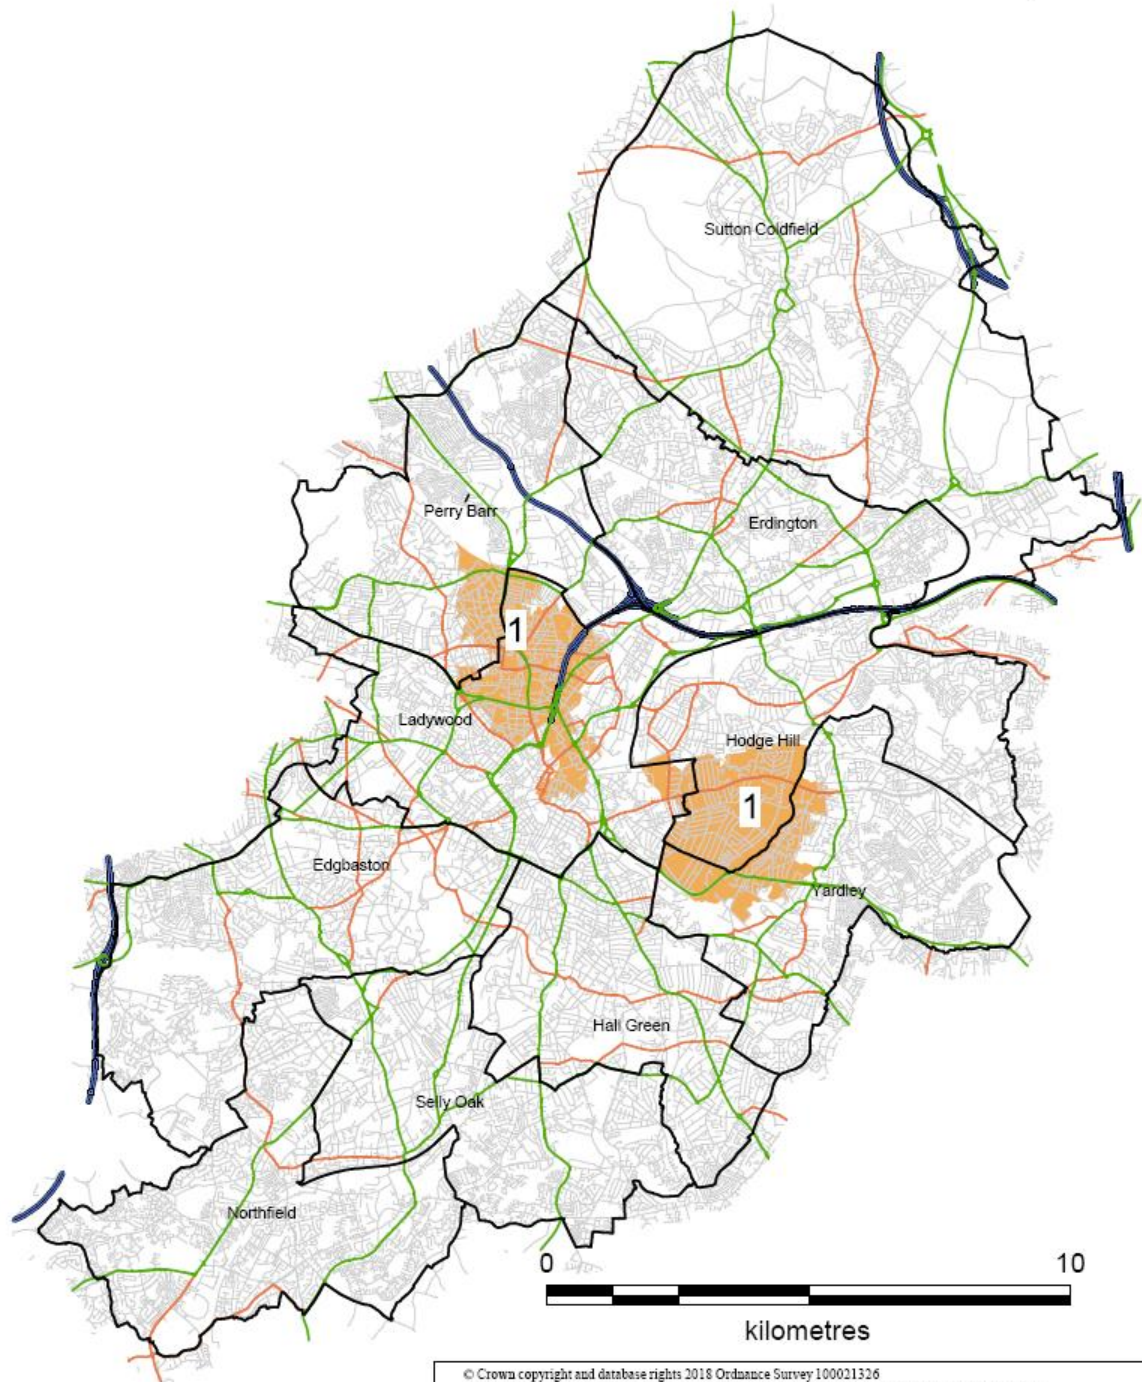 Sutton Coldfield
Perry Barr
Erdington
1
Ladywood
Hodge Hill
1
Edgbaston
Yardley
Hall Green
Selly Oak
Northfield
0 10
kilometres
© Crown copyright and database rights 2018 Ordnance Survey 100021326